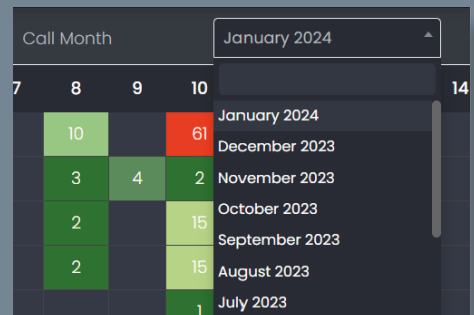 Call Month January 2024
7 8 9 10 14
January 2024
10 61
December 2023
3 4 2
November 2023
October 2023
2 15
September 2023
2 15
August 2023
1
July 2023